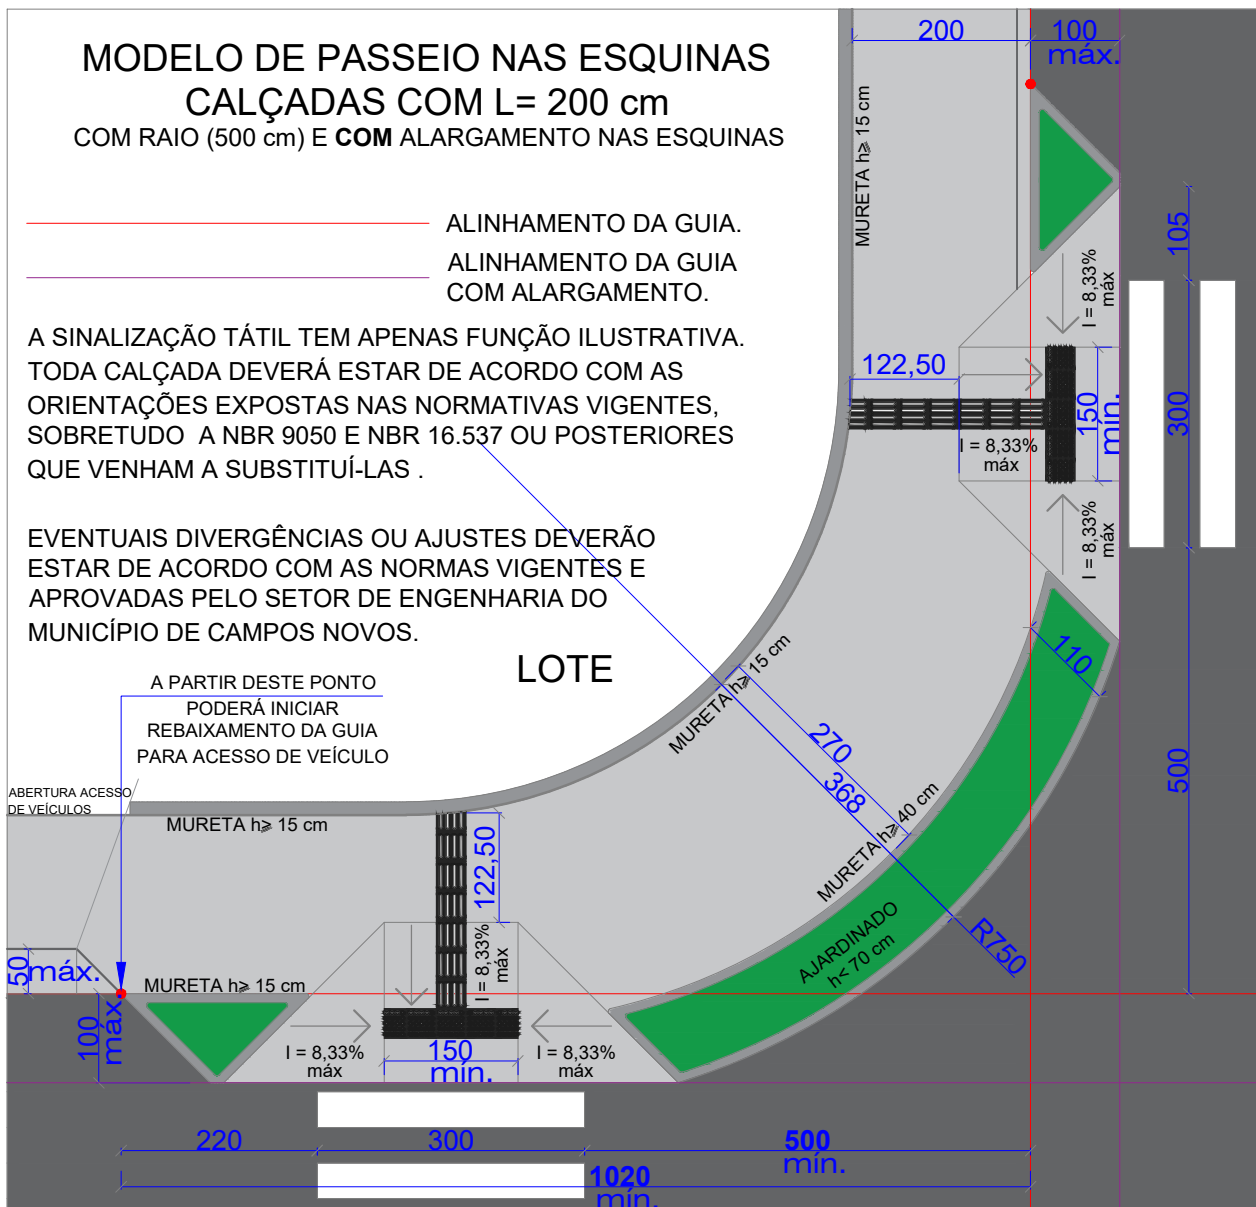 MODELO DE PASSEIO NAS ESQUINAS
CALÇADAS COM L= 200 cm
COM RAIO (500 cm) E COM ALARGAMENTO NAS ESQUINAS
ALINHAMENTO DA GUIA.
ALINHAMENTO DA GUIA
COM ALARGAMENTO.
A SINALIZAÇÃO TÁTIL TEM APENAS FUNÇÃO ILUSTRATIVA.
TODA CALÇADA DEVERÁ ESTAR DE ACORDO COM AS
ORIENTAÇÕES EXPOSTAS NAS NORMATIVAS VIGENTES,
SOBRETUDO A NBR 9050 E NBR 16.537 OU POSTERIORES
QUE VENHAM A SUBSTITUÍ-LAS .
EVENTUAIS DIVERGÊNCIAS OU AJUSTES DEVERÃO
ESTAR DE ACORDO COM AS NORMAS VIGENTES E
APROVADAS PELO SETOR DE ENGENHARIA DO
MUNICÍPIO DE CAMPOS NOVOS.
LOTE
A PARTIR DESTE PONTO
PODERÁ INICIAR
REBAIXAMENTO DA GUIA
PARA ACESSO DE VEÍCULO
ABERTURA ACESSO
DE VEÍCULOS
MURETA h⩾ 15 cm
200
100
máx.
MURETA h⩾ 15 cm
105
I = 8,33%
máx
122,50
150
mín.
300
I = 8,33%
máx
I = 8,33%
máx
110
500
MURETA h⩾ 15 cm
270
368
MURETA h⩾ 40 cm
R750
AJARDINADO
h< 70 cm
122,50
I = 8,33%
máx
50
máx.
MURETA h⩾ 15 cm
100
máx.
I = 8,33%
máx
150
mín.
I = 8,33%
máx
220
300
500
mín.
1020
mín.